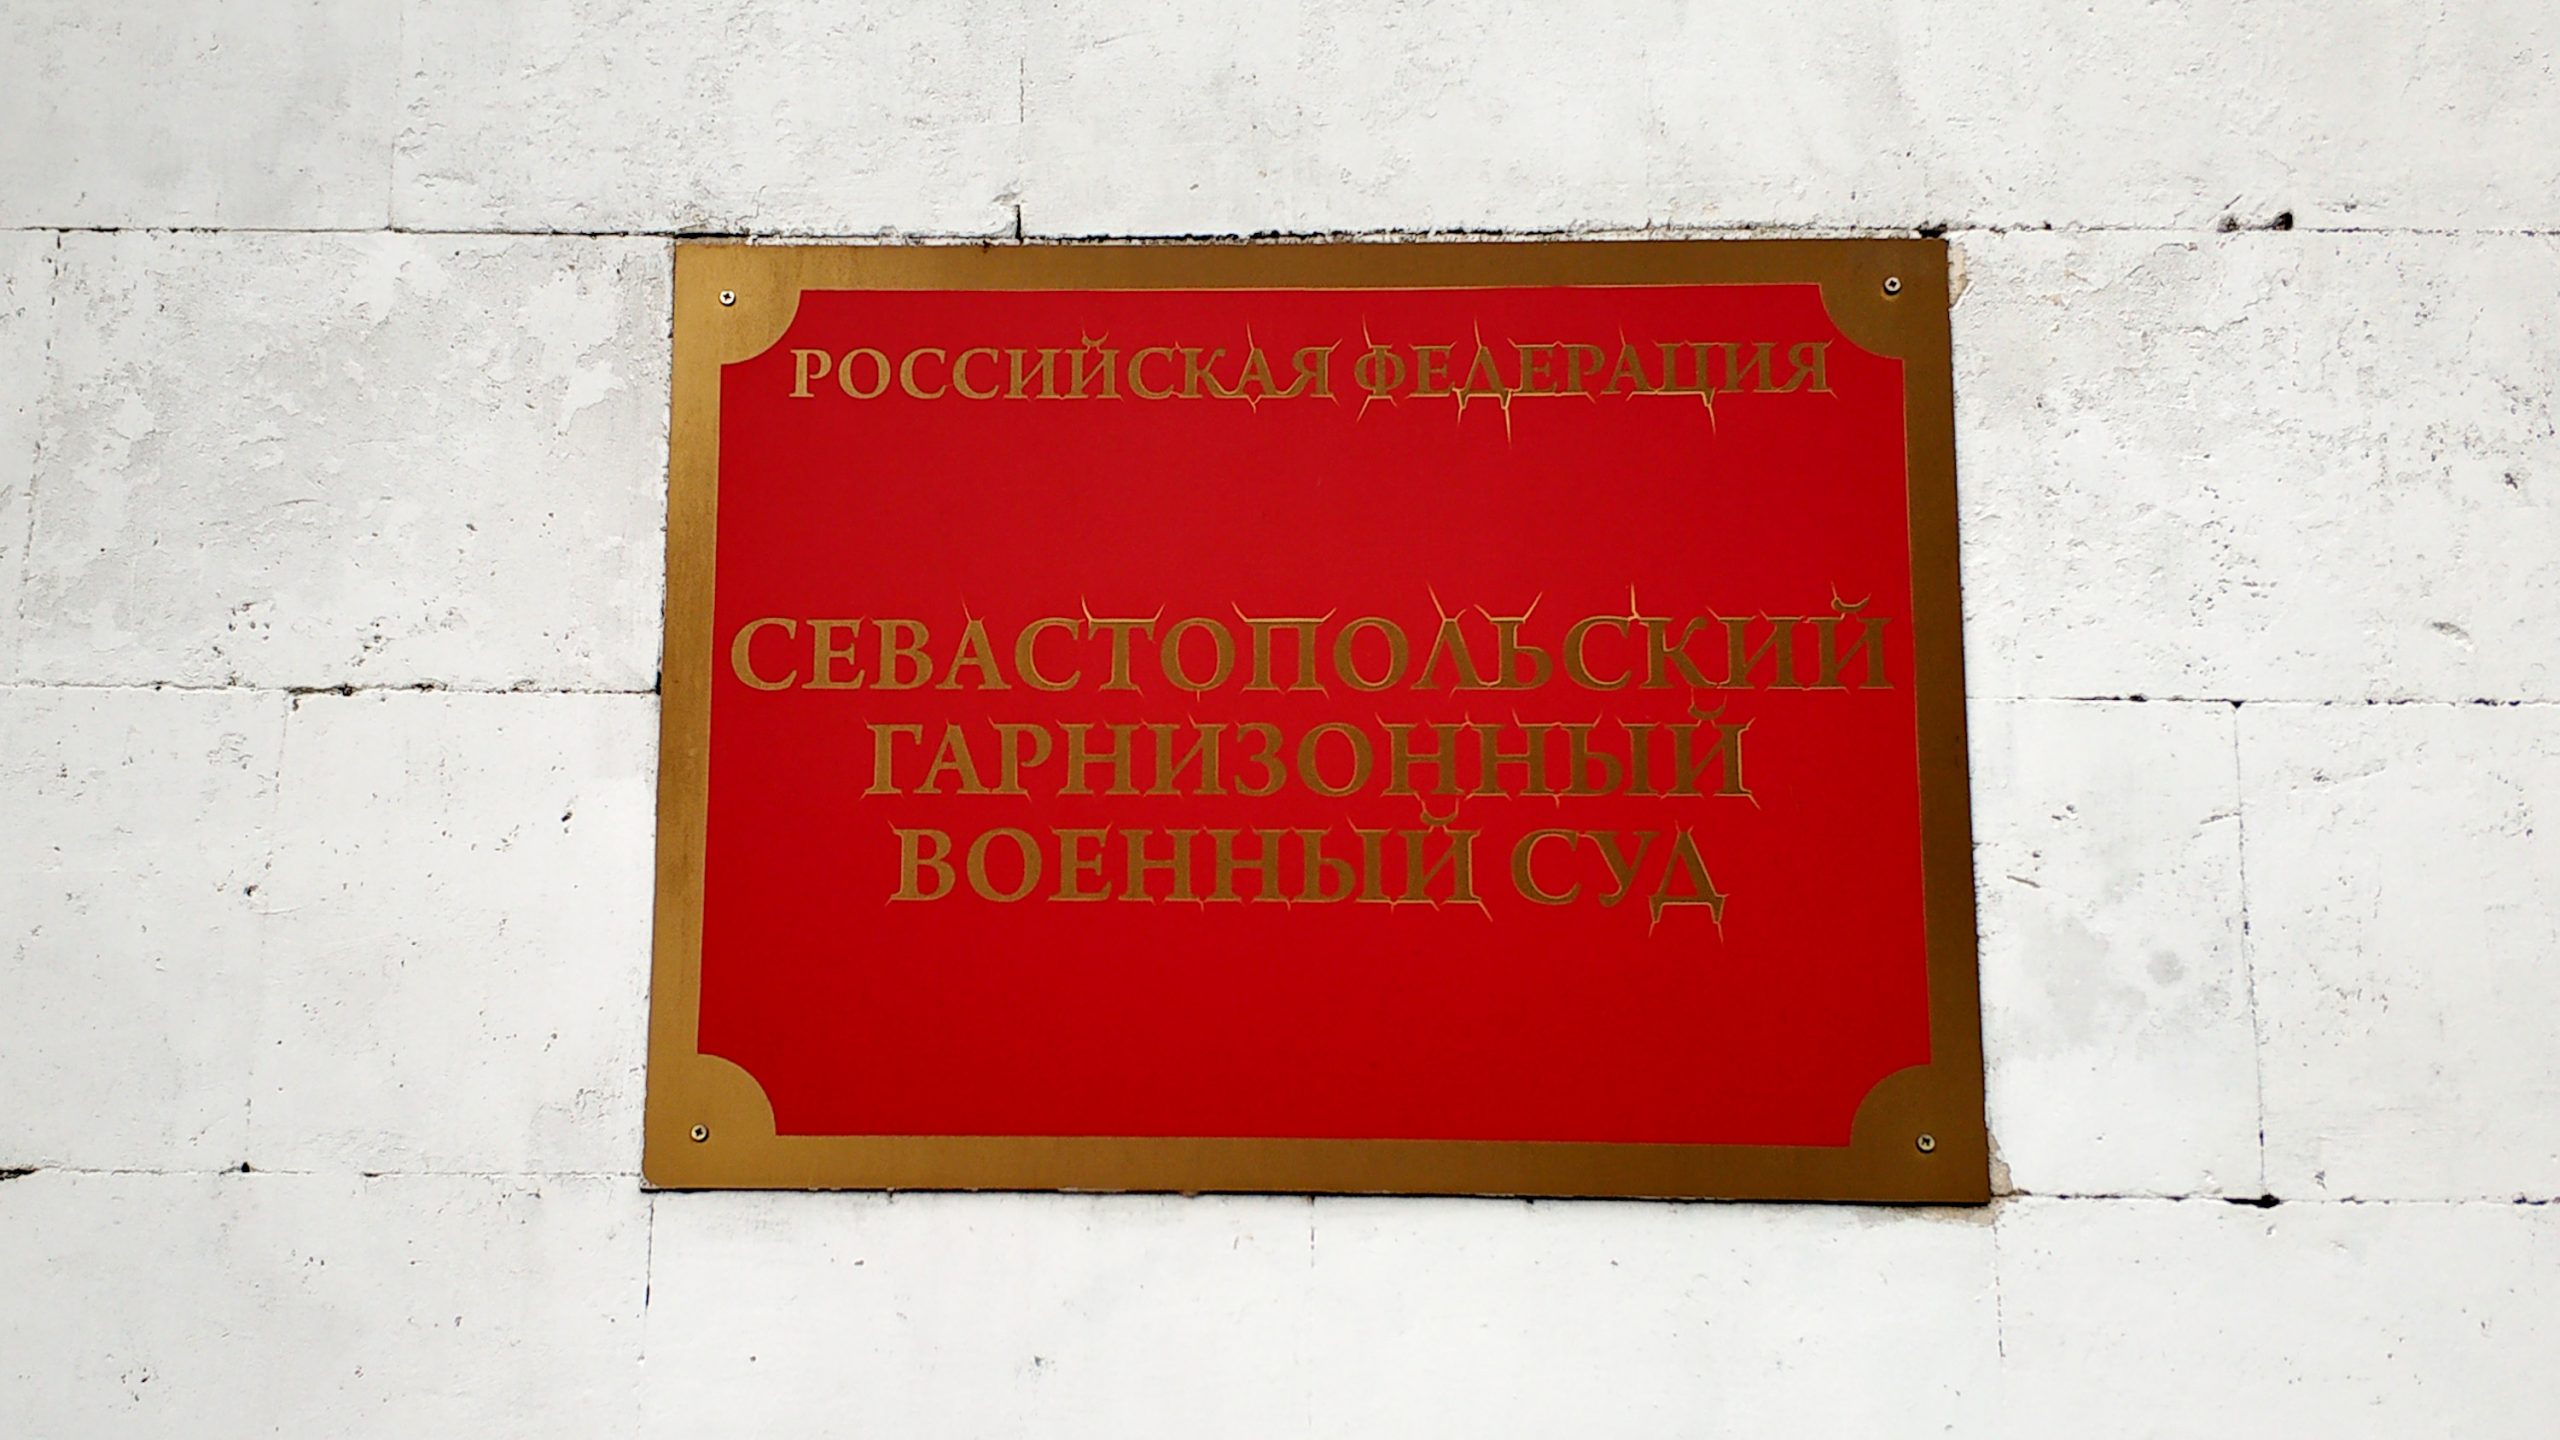 РОССИЙСКАЯ ФЕДЕРАЦИЯ
СЕВАСТОПОЛЬСКИЙ
ГАРНИЗОННЫЙ
ВОЕННЫЙ СУД